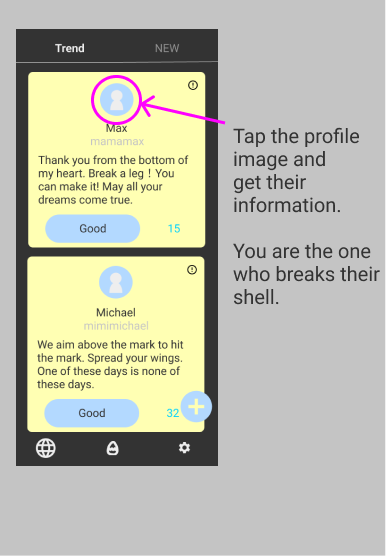 Trend NEW
Max
mamamax
Thank you from the bottom of
my heart. Break a leg！You
can make it! May all your
dreams come true.
Good 15
Michael
mimimichael
We aim above the mark to hit
the mark. Spread your wings.
One of these days is none of
these days.
Good 32
Tap the profile
image and
get their
information.
You are the one
who breaks their
shell.